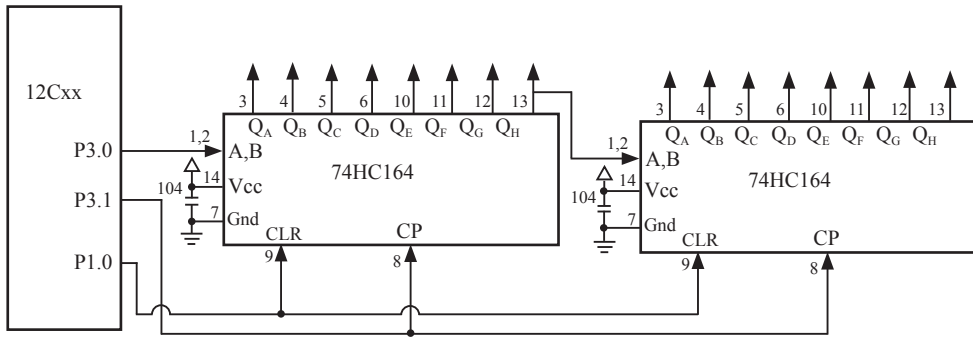 12Cxx
P3.0
P3.1
P1.0
3 4 5 6 10 11 12 13
QA QB QC QD QE QF QG QH
1,2
A,B
74HC164
14
Vcc
104
7
Gnd
CLR
CP
9
8
3 4 5 6 10 11 12 13
QA QB QC QD QE QF QG QH
1,2
A,B
74HC164
14
Vcc
104
7
Gnd
CLR
CP
9
8